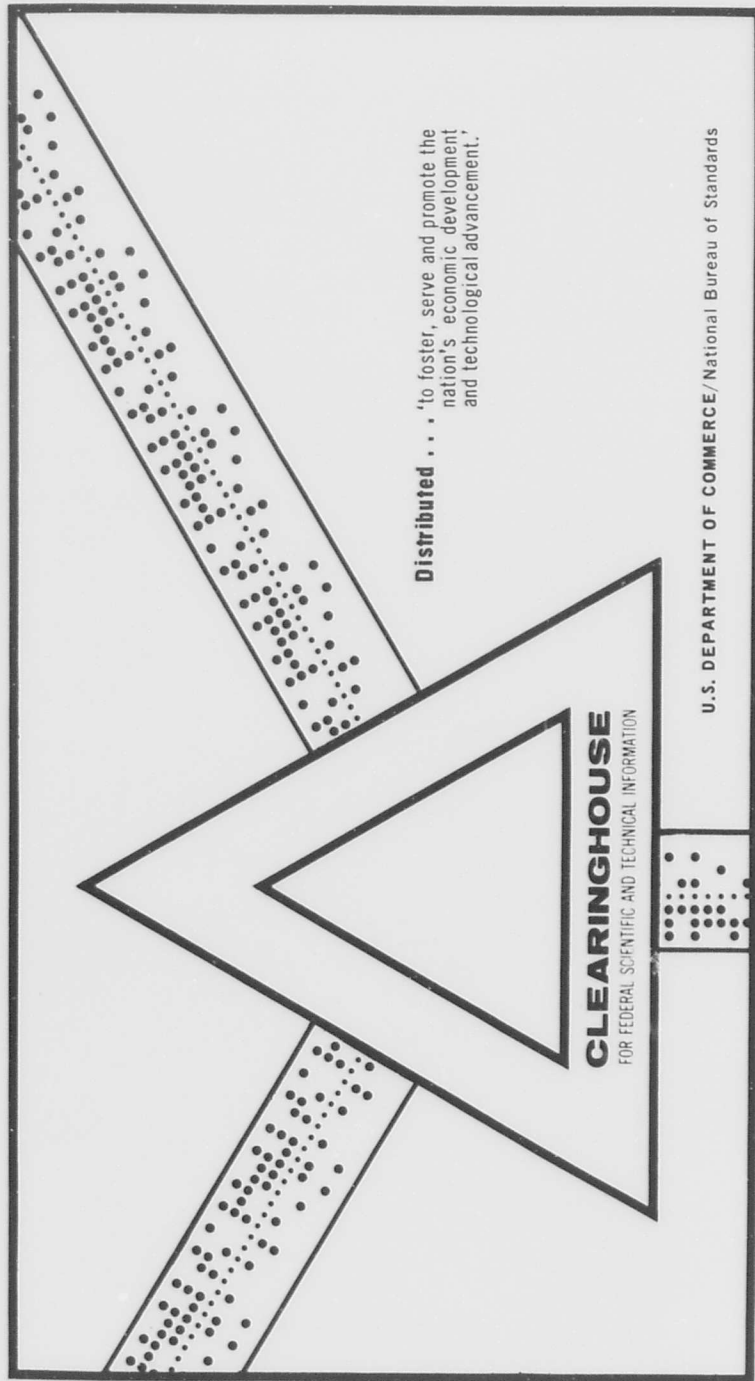 Distributed . . . 'to foster, serve and promote the
nation's economic development
and technological advancement.'
CLEARINGHOUSE
FOR FEDERAL SCIENTIFIC AND TECHNICAL INFORMATION
U.S. DEPARTMENT OF COMMERCE/National Bureau of Standards